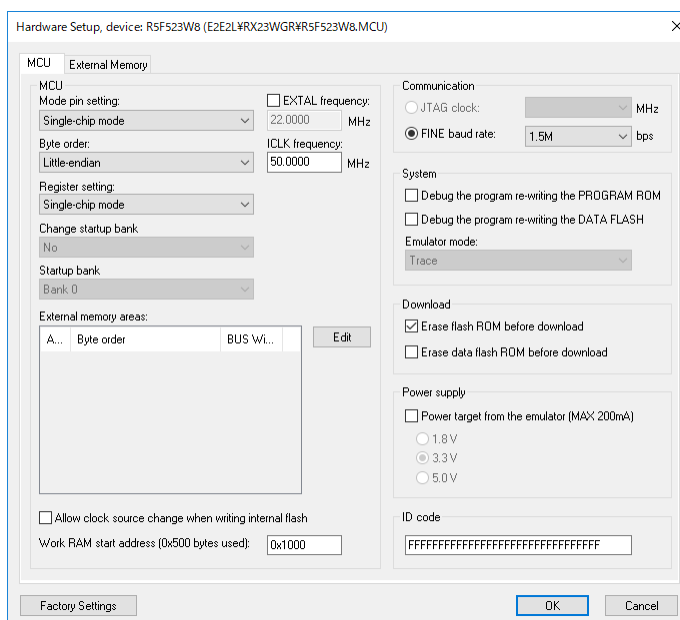 Hardware Setup, device: R5F523W8 (E2E2L¥RX23WGR¥R5F523W8.MCU)
MCU
External Memory
MCU
Mode pin setting:
Single-chip mode
EXTAL frequency:
22.0000 MHz
Byte order:
Little-endian
ICLK frequency:
50.0000 MHz
Register setting:
Single-chip mode
Change startup bank
No
Startup bank
Bank 0
External memory areas:
A... Byte order BUS Wi...
Edit
Allow clock source change when writing internal flash
Work RAM start address (0x500 bytes used): 0x1000
Communication
JTAG clock: MHz
FINE baud rate: 1.5M bps
System
Debug the program re-writing the PROGRAM ROM
Debug the program re-writing the DATA FLASH
Emulator mode:
Trace
Download
Erase flash ROM before download
Erase data flash ROM before download
Power supply
Power target from the emulator (MAX 200mA)
1.8 V
3.3 V
5.0 V
ID code
FFFFFFFFFFFFFFFFFFFFFFFFFFFFFFFF
Factory Settings
OK
Cancel